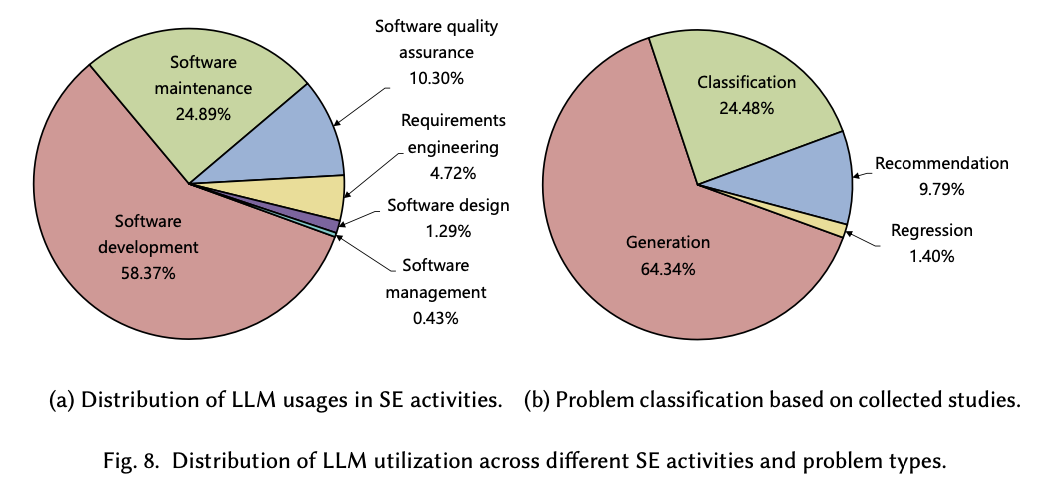 Software
maintenance
24.89%
Software quality
assurance
10.30%
Requirements
engineering
4.72%
Software design
1.29%
Software
management
0.43%
Software
development
58.37%
Classification
24.48%
Recommendation
9.79%
Regression
1.40%
Generation
64.34%
(a) Distribution of LLM usages in SE activities.
(b) Problem classification based on collected studies.
Fig. 8. Distribution of LLM utilization across different SE activities and problem types.